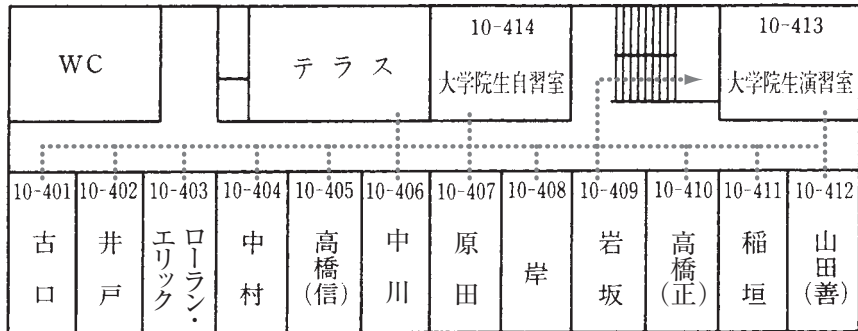 WC
テラス
10-414
大学院生自習室
10-413
大学院生演習室
10-401
古口
10-402
井戸
10-403
ローラン・
エリック
10-404
中村
10-405
高橋(信)
10-406
中川
10-407
原田
10-408
岸
10-409
岩坂
10-410
高橋(正)
10-411
稲垣
10-412
山田(善)